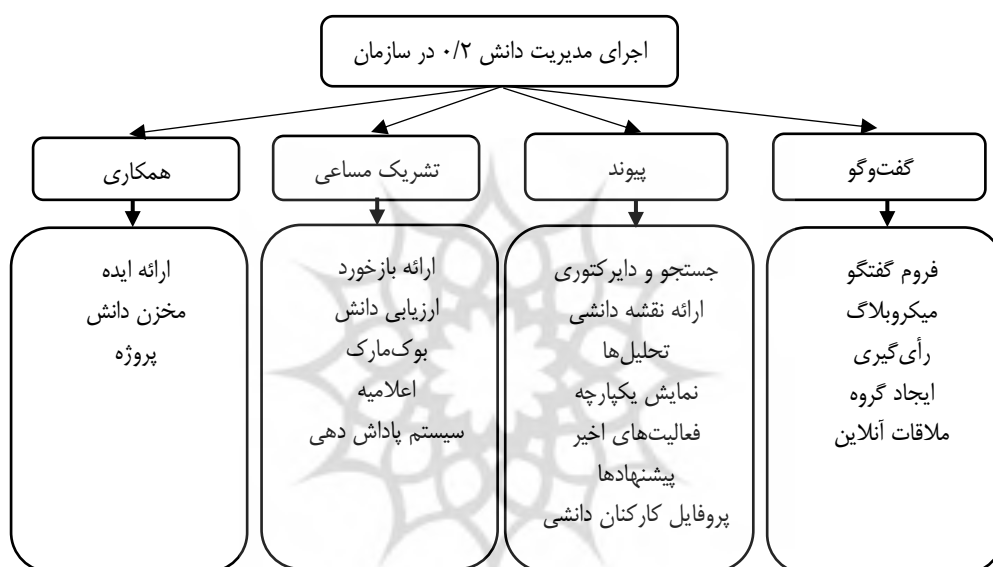 اجرای مدیریت دانش ۰/۲ در سازمان
گفت‌وگو
پیوند
تشریک مساعی
همکاری
فروم گفتگو
میکروبلاگ
رأی‌گیری
ایجاد گروه
ملاقات آنلاین
جستجو و دایرکتوری
ارائه نقشه دانشی
تحلیل‌ها
نمایش یکپارچه
فعالیت‌های اخیر
پیشنهادها
پروفایل کارکنان دانشی
ارائه بازخورد
ارزیابی دانش
بوک‌مارک
اعلامیه
سیستم پاداش دهی
ارائه ایده
مخزن دانش
پروژه